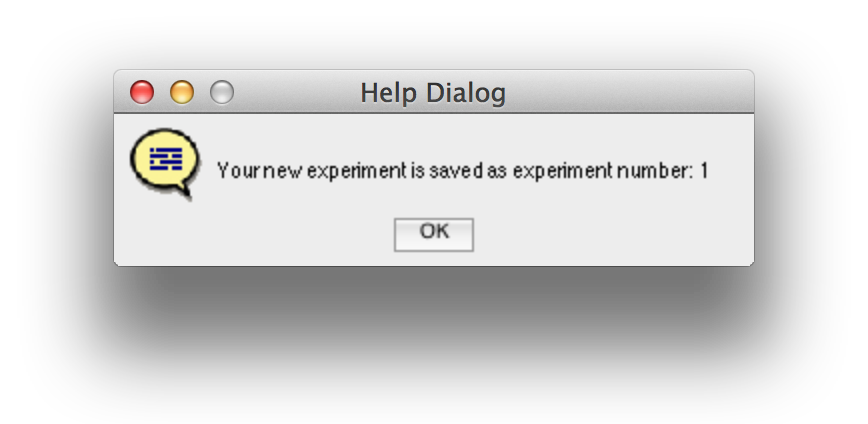 Help Dialog
Your new experiment is saved as experiment number: 1
OK